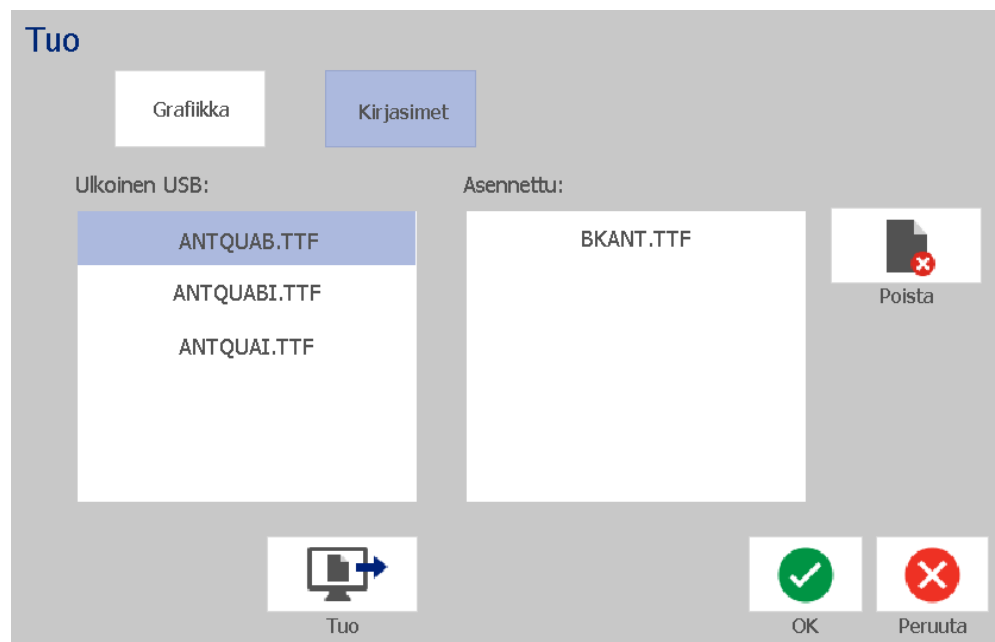 Tuo
Grafiikka
Kirjasimet
Ulkoinen USB:
Asennettu:
ANTQUAB.TTF
ANTQUABI.TTF
ANTQUAI.TTF
BKANT.TTF
Poista
Tuo
OK
Peruuta